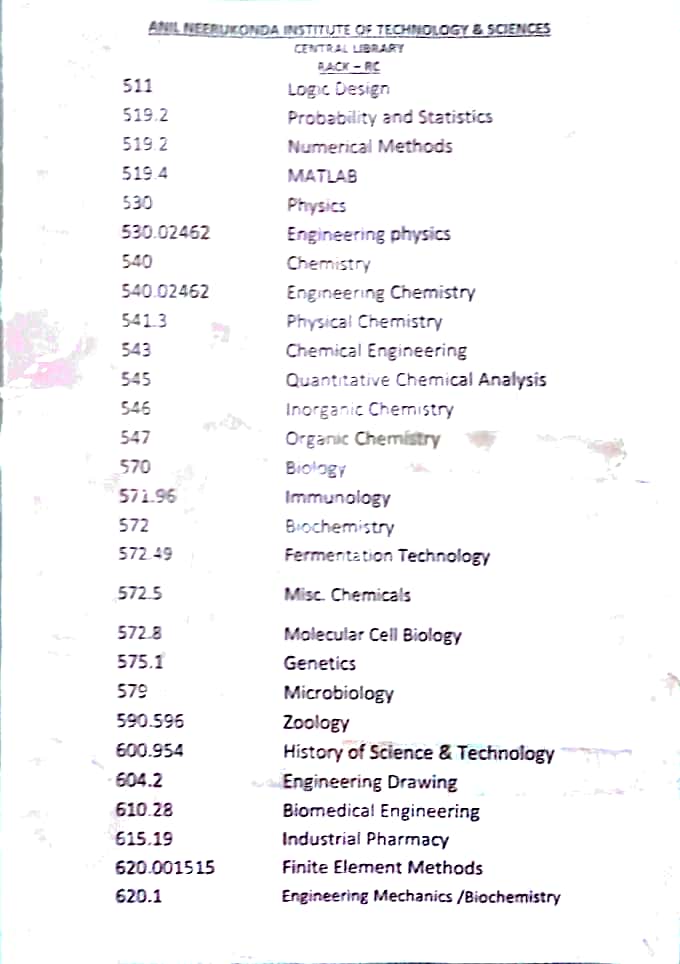 ANIL NEERUKONDA INSTITUTE OF TECHNOLOGY & SCIENCES
CENTRAL LIBRARY
RACK – RC
511 Logic Design
519.2 Probability and Statistics
519.2 Numerical Methods
519.4 MATLAB
530 Physics
530.02462 Engineering physics
540 Chemistry
540.02462 Engineering Chemistry
541.3 Physical Chemistry
543 Chemical Engineering
545 Quantitative Chemical Analysis
546 Inorganic Chemistry
547 Organic Chemistry
570 Biology
571.96 Immunology
572 Biochemistry
572.49 Fermentation Technology
572.5 Misc. Chemicals
572.8 Molecular Cell Biology
575.1 Genetics
579 Microbiology
590.596 Zoology
600.954 History of Science & Technology
604.2 Engineering Drawing
610.28 Biomedical Engineering
615.19 Industrial Pharmacy
620.001515 Finite Element Methods
620.1 Engineering Mechanics /Biochemistry